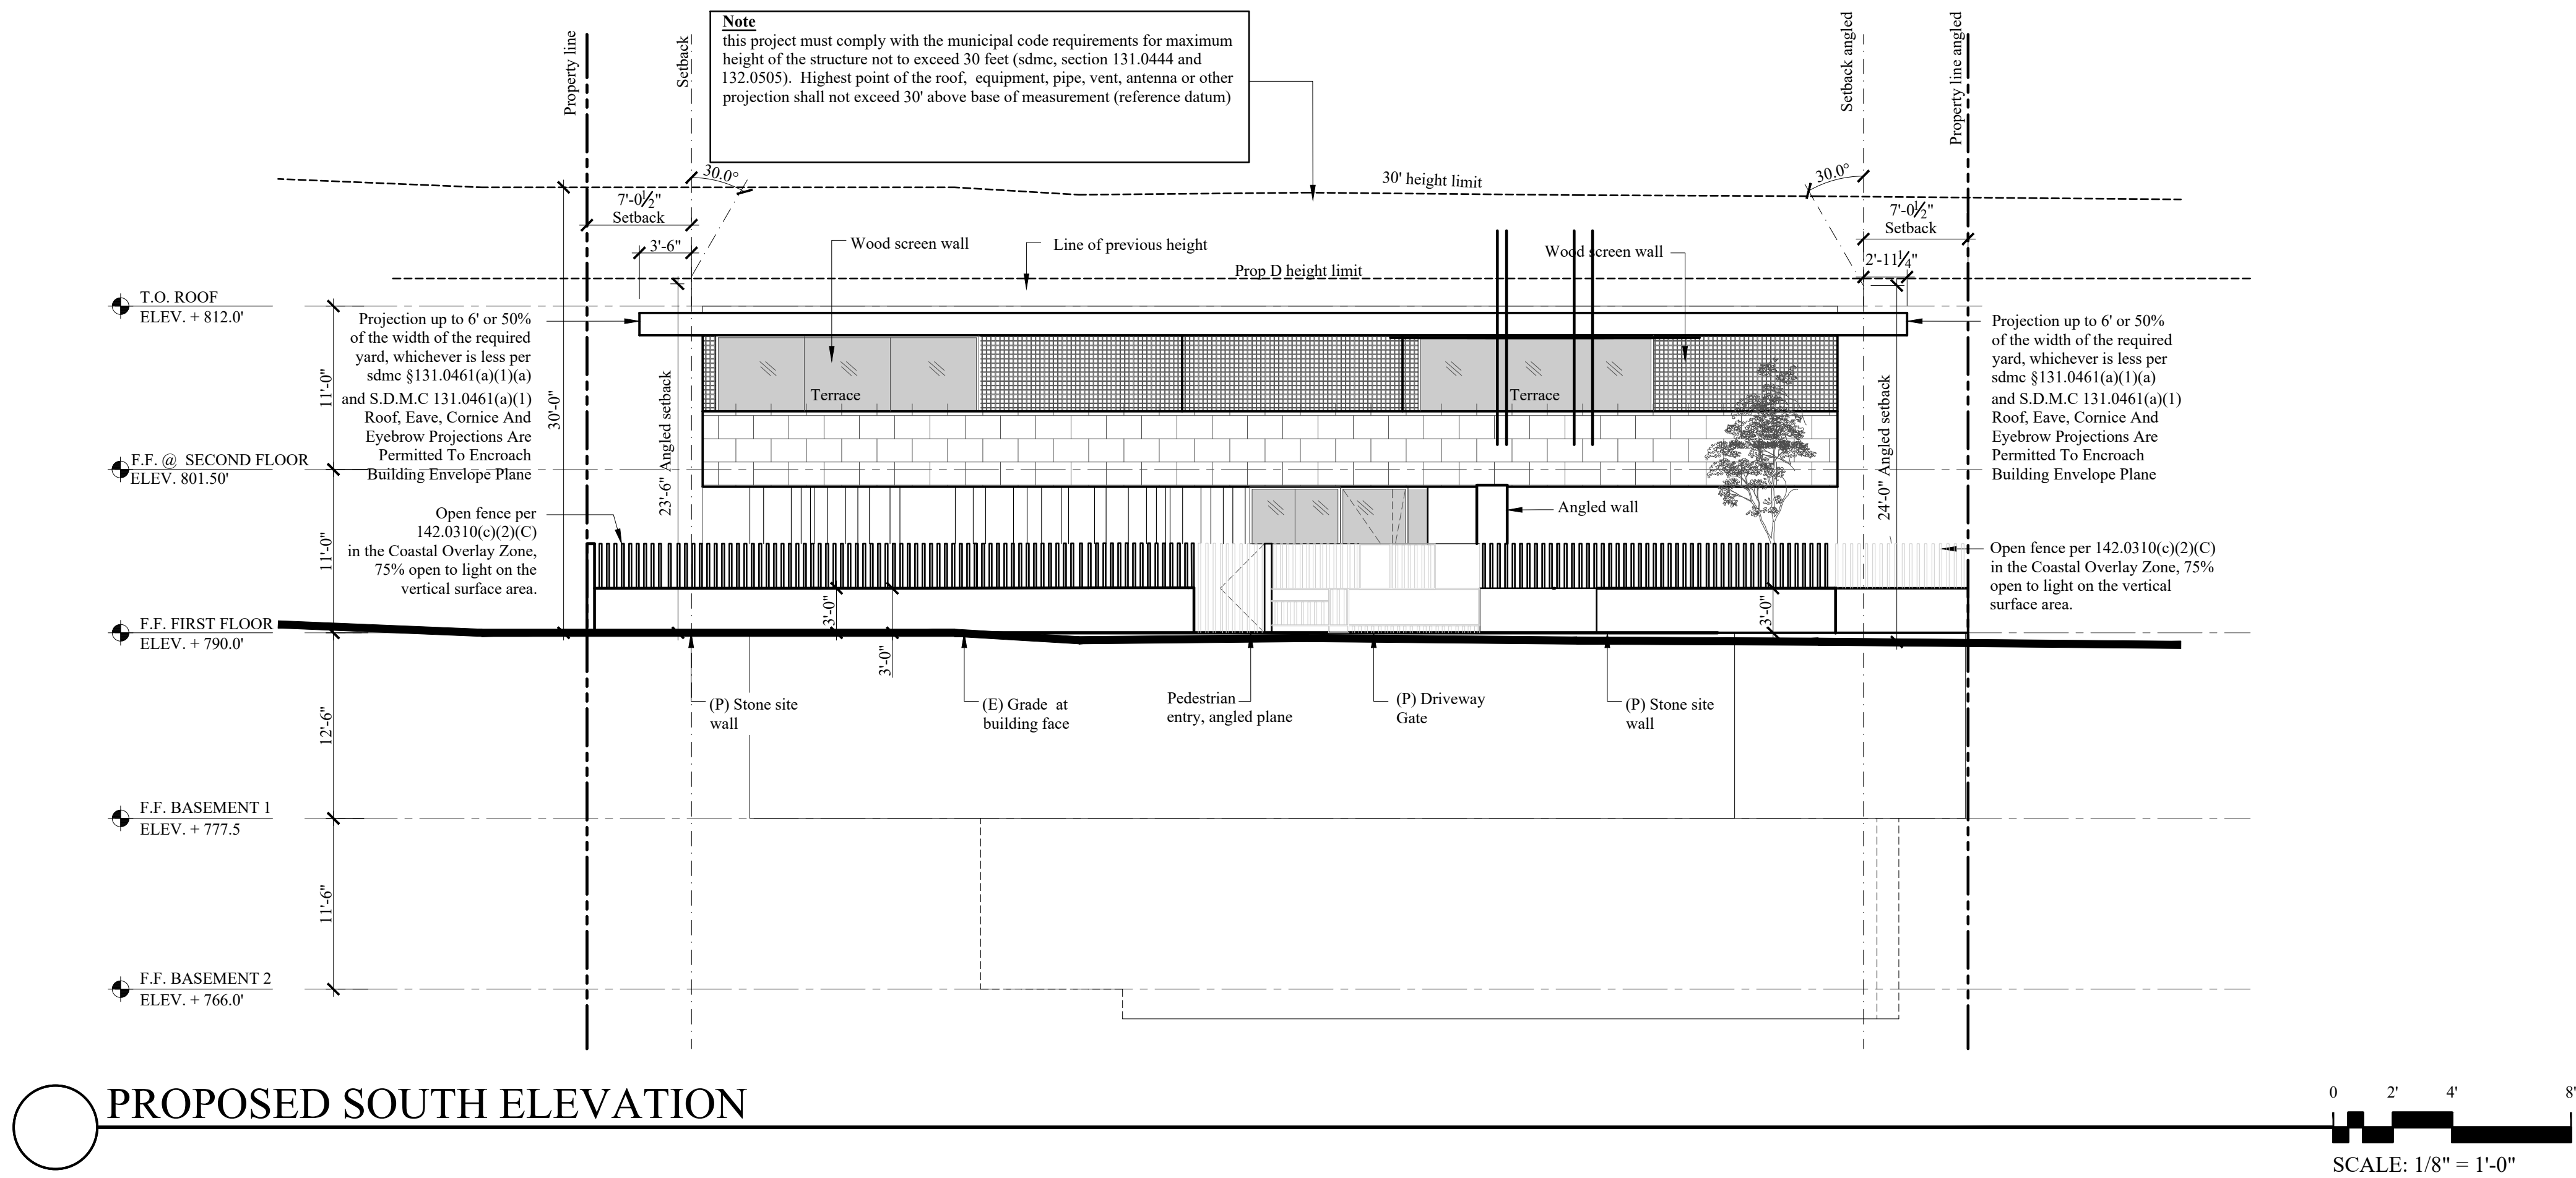 Note
this project must comply with the municipal code requirements for maximum
height of the structure not to exceed 30 feet (sdmc, section 131.0444 and
132.0505). Highest point of the roof, equipment, pipe, vent, antenna or other
projection shall not exceed 30' above base of measurement (reference datum)
Property line
Setback
Setback angled
Property line angled
30.0°
30.0°
30' height limit
7'-0½"
Setback
7'-0½"
Setback
3'-6"
2'-11¼"
Wood screen wall
Line of previous height
Wood screen wall
Prop D height limit
T.O. ROOF
ELEV. + 812.0'
F.F. @ SECOND FLOOR
ELEV. 801.50'
F.F. FIRST FLOOR
ELEV. + 790.0'
F.F. BASEMENT 1
ELEV. + 777.5
F.F. BASEMENT 2
ELEV. + 766.0'
11'-0"
11'-0"
12'-6"
11'-6"
30'-0"
23'-6" Angled setback
24'-0" Angled setback
Projection up to 6' or 50%
of the width of the required
yard, whichever is less per
sdmc §131.0461(a)(1)(a)
and S.D.M.C 131.0461(a)(1)
Roof, Eave, Cornice And
Eyebrow Projections Are
Permitted To Encroach
Building Envelope Plane
Projection up to 6' or 50%
of the width of the required
yard, whichever is less per
sdmc §131.0461(a)(1)(a)
and S.D.M.C 131.0461(a)(1)
Roof, Eave, Cornice And
Eyebrow Projections Are
Permitted To Encroach
Building Envelope Plane
Terrace
Terrace
Angled wall
Open fence per
142.0310(c)(2)(C)
in the Coastal Overlay Zone,
75% open to light on the
vertical surface area.
Open fence per 142.0310(c)(2)(C)
in the Coastal Overlay Zone, 75%
open to light on the vertical
surface area.
3'-0"
3'-0"
3'-0"
(P) Stone site
wall
(E) Grade at
building face
Pedestrian
entry, angled plane
(P) Driveway
Gate
(P) Stone site
wall
PROPOSED SOUTH ELEVATION
0 2' 4' 8'
SCALE: 1/8" = 1'-0"